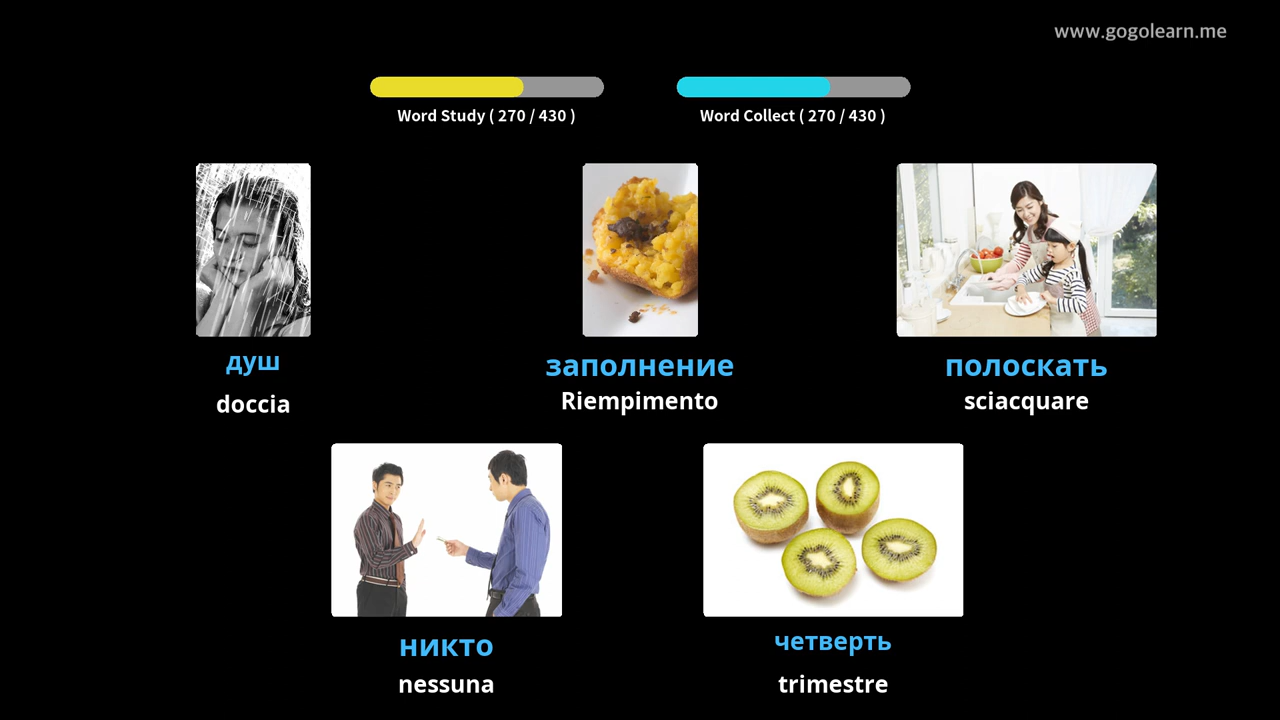 www.gogolearn.me
Word Study ( 270 / 430 )
Word Collect ( 270 / 430 )
душ
doccia
заполнение
Riempimento
полоскать
sciacquare
никто
nessuna
четверть
trimestre